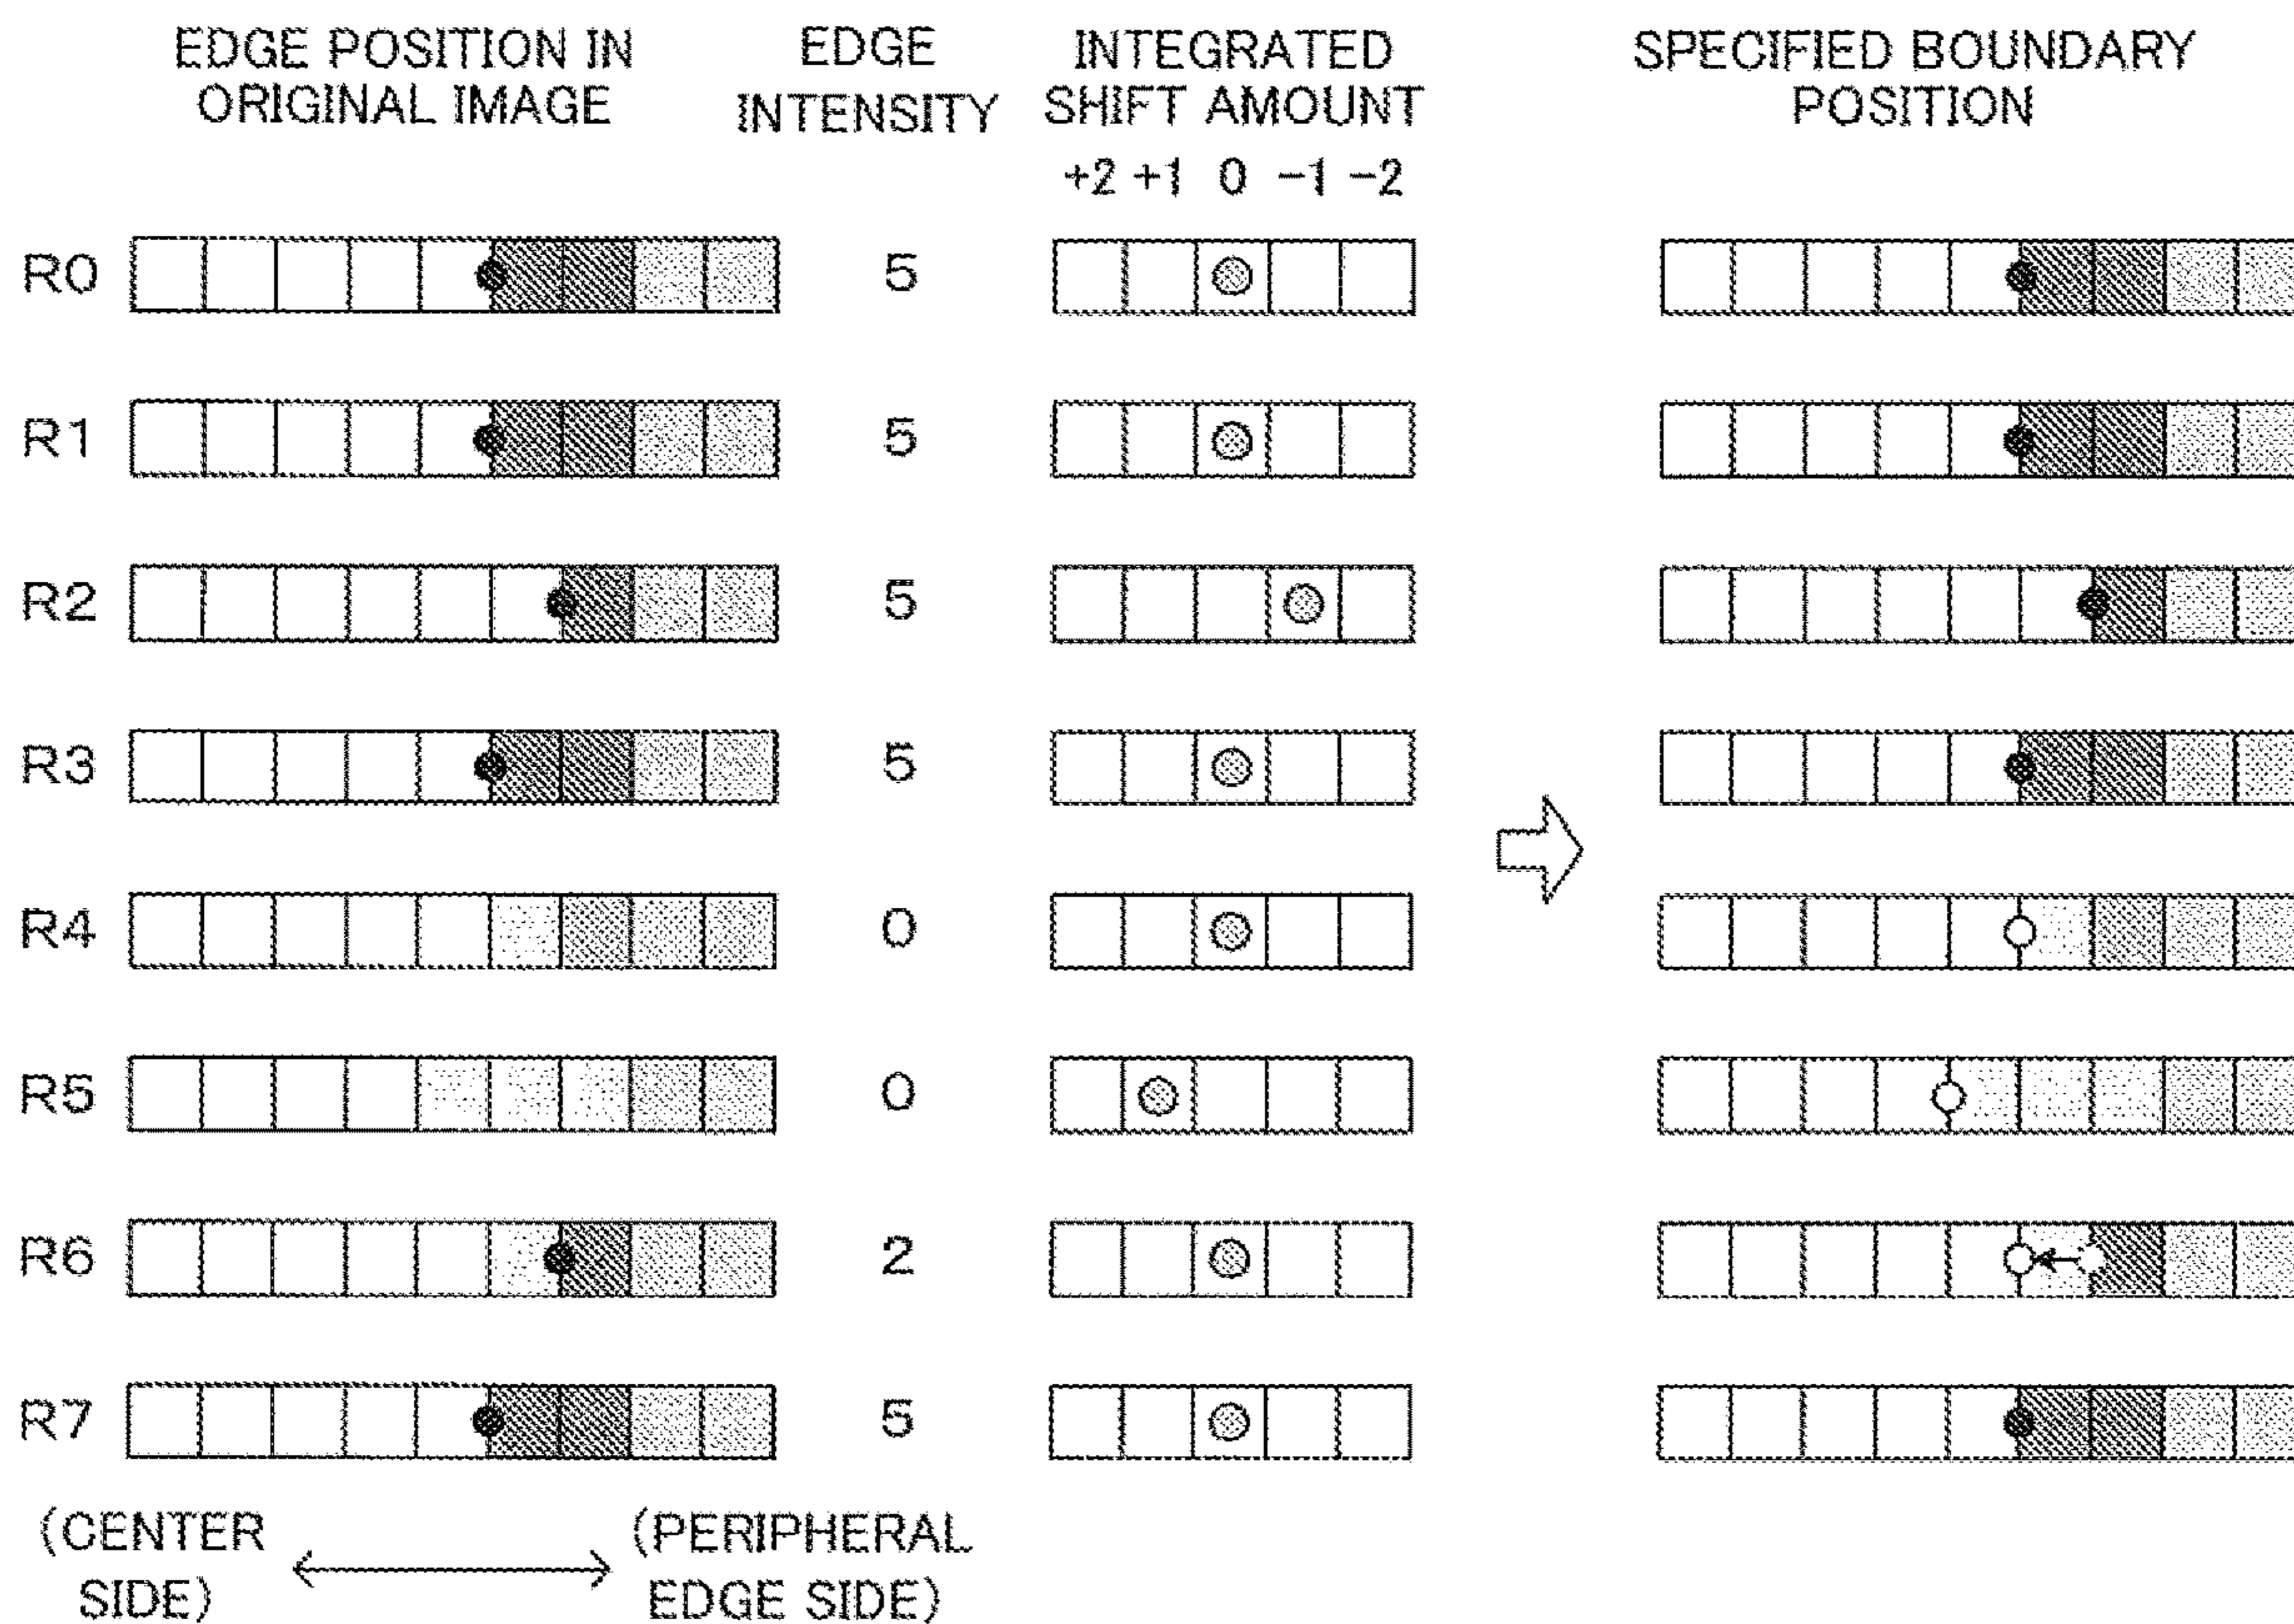 EDGE POSITION IN
ORIGINAL IMAGE
EDGE
INTENSITY
INTEGRATED
SHIFT AMOUNT
SPECIFIED BOUNDARY
POSITION
+2 +1 0 −1 −2
R0 5
R1 5
R2 5
R3 5
R4 0
R5 0
R6 2
R7 5
(CENTER
SIDE)
(PERIPHERAL
EDGE SIDE)